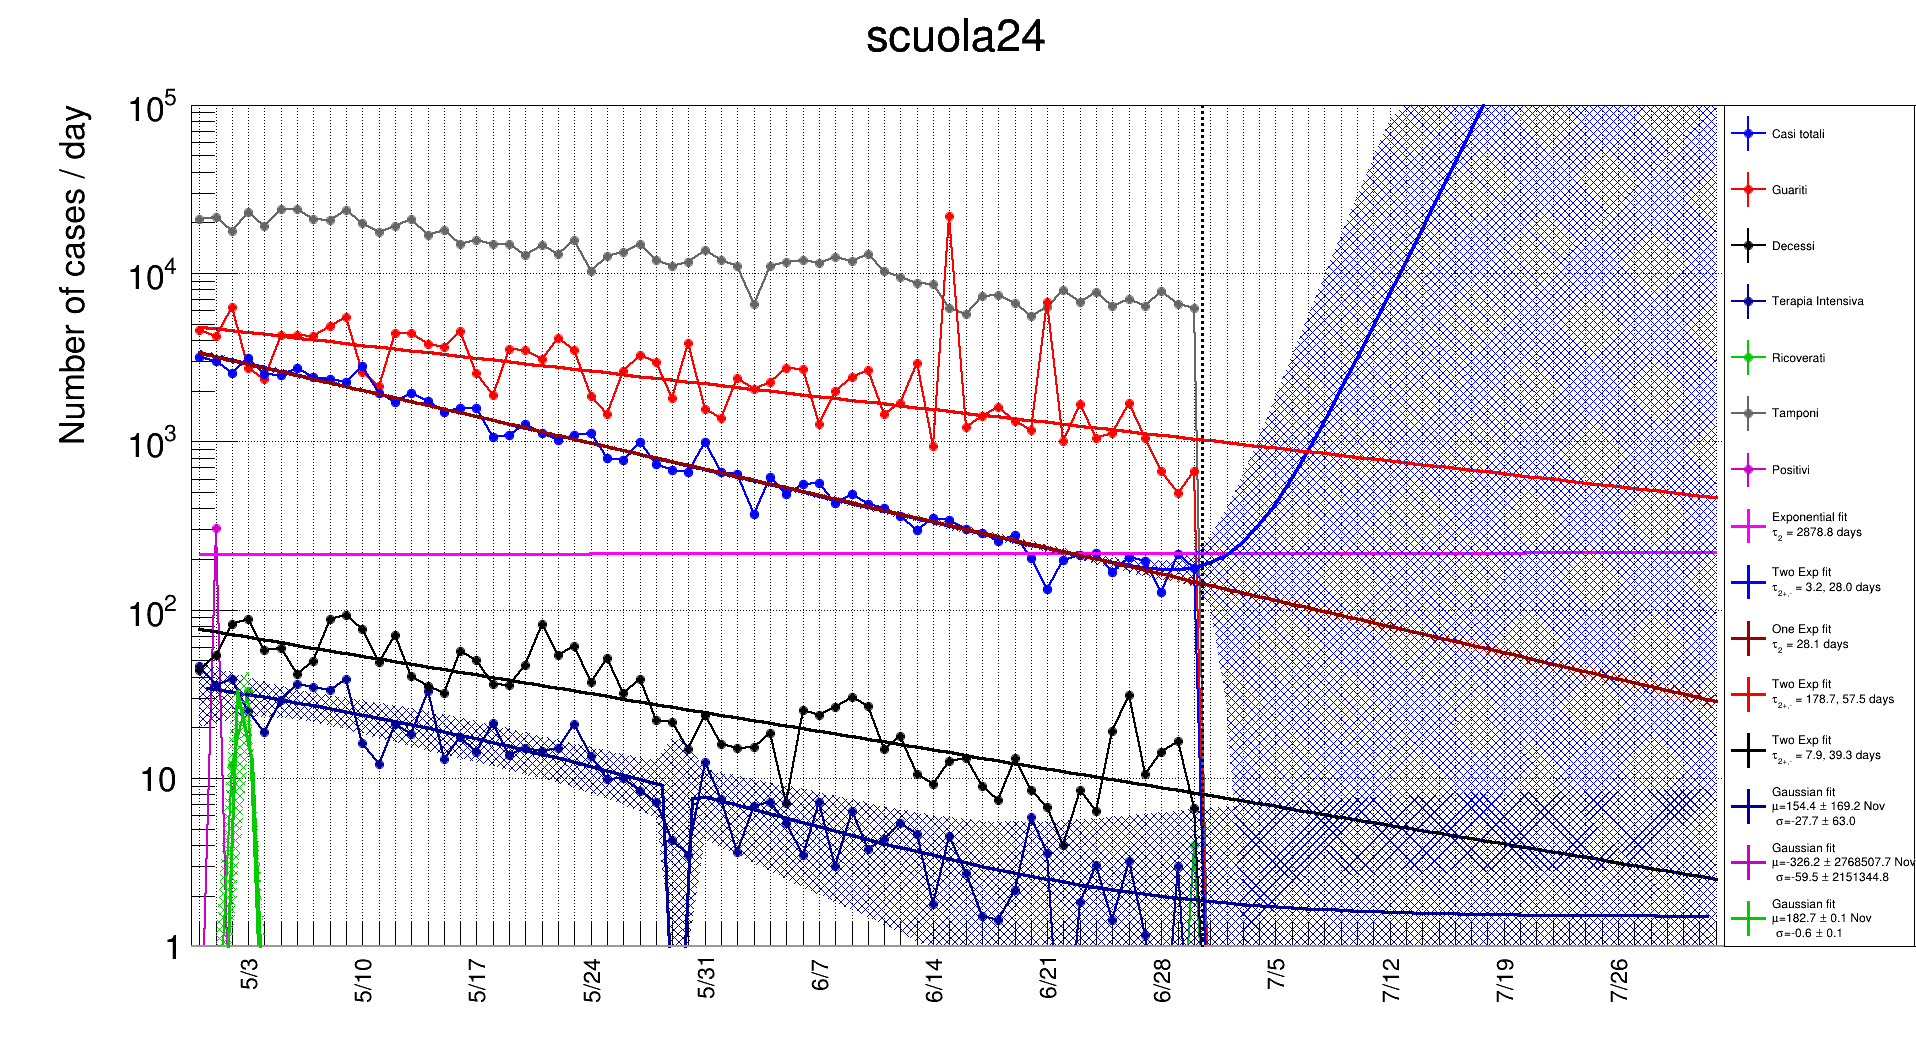 scuola24
Number of cases / day
10^5
10^4
10^3
10^2
10
1
5/3
5/10
5/17
5/24
5/31
6/7
6/14
6/21
6/28
7/5
7/12
7/19
7/26
Casi totali
Guariti
Decessi
Terapia Intensiva
Ricoverati
Tamponi
Positivi
Exponential fit
τ2 = 2878.8 days
Two Exp fit
τ2+,- = 3.2, 28.0 days
One Exp fit
τ2 = 28.1 days
Two Exp fit
τ2+,- = 178.7, 57.5 days
Two Exp fit
τ2+,- = 7.9, 39.3 days
Gaussian fit
μ=154.4 ± 169.2 Nov
σ=-27.7 ± 63.0
Gaussian fit
μ=-326.2 ± 2768507.7 Nov
σ=-59.5 ± 2151344.8
Gaussian fit
μ=182.7 ± 0.1 Nov
σ=-0.6 ± 0.1